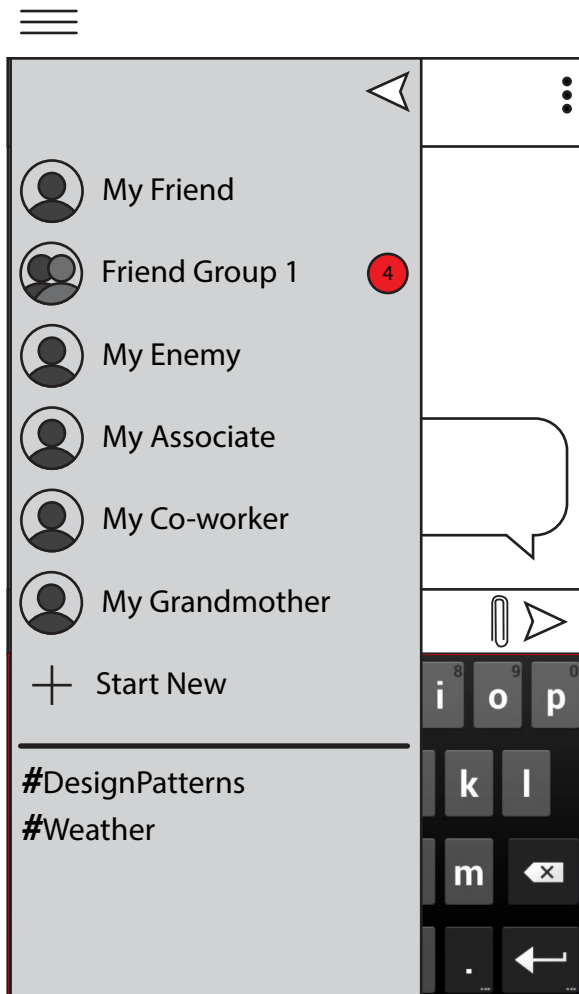 My Friend
Friend Group 1
4
My Enemy
My Associate
My Co-worker
My Grandmother
Start New
#DesignPatterns
#Weather
8 9 0
i o p
k l
m
. 
... ...